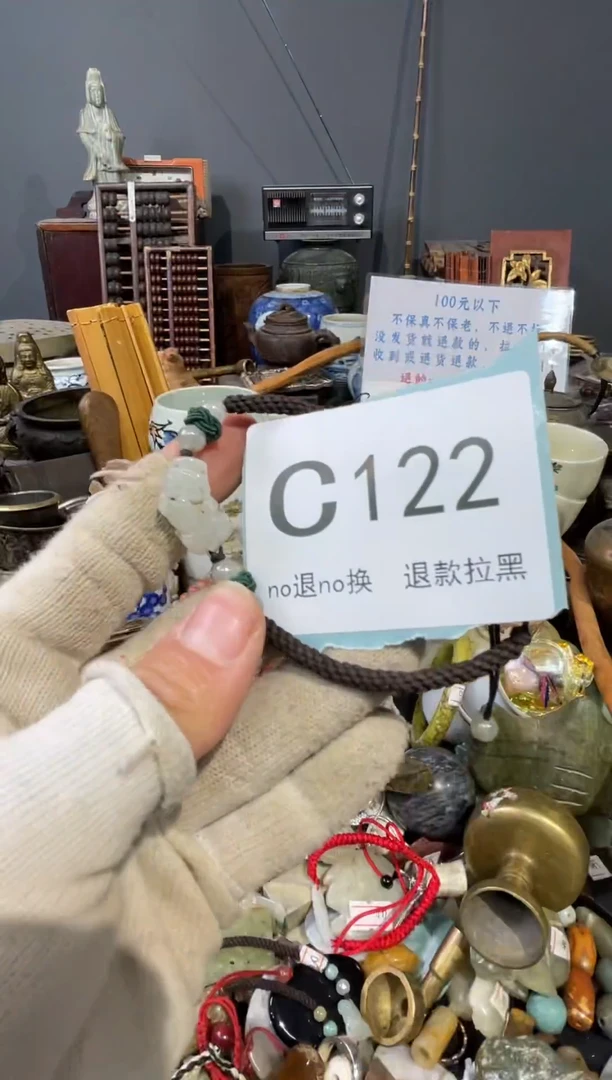 100元以下
不保真不保老，不退不
没发货就退款的，拉
收到或退货退款
C122
no退no换 退款拉黑